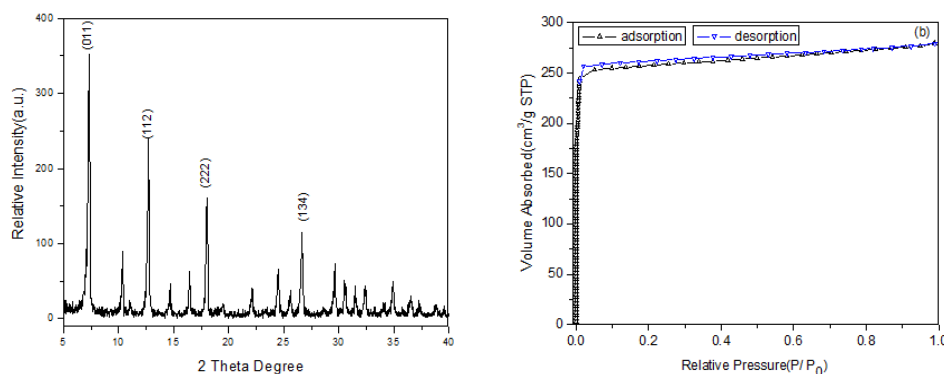 400
300
200
100
0
Relative Intensity(a.u.)
(011)
(112)
(222)
(134)
5 10 15 20 25 30 35 40
2 Theta Degree
adsorption desorption (b)
300
250
200
150
100
50
0
Volume Absorbed(cm³/g STP)
0.0 0.2 0.4 0.6 0.8 1.0
Relative Pressure(P/ P₀)